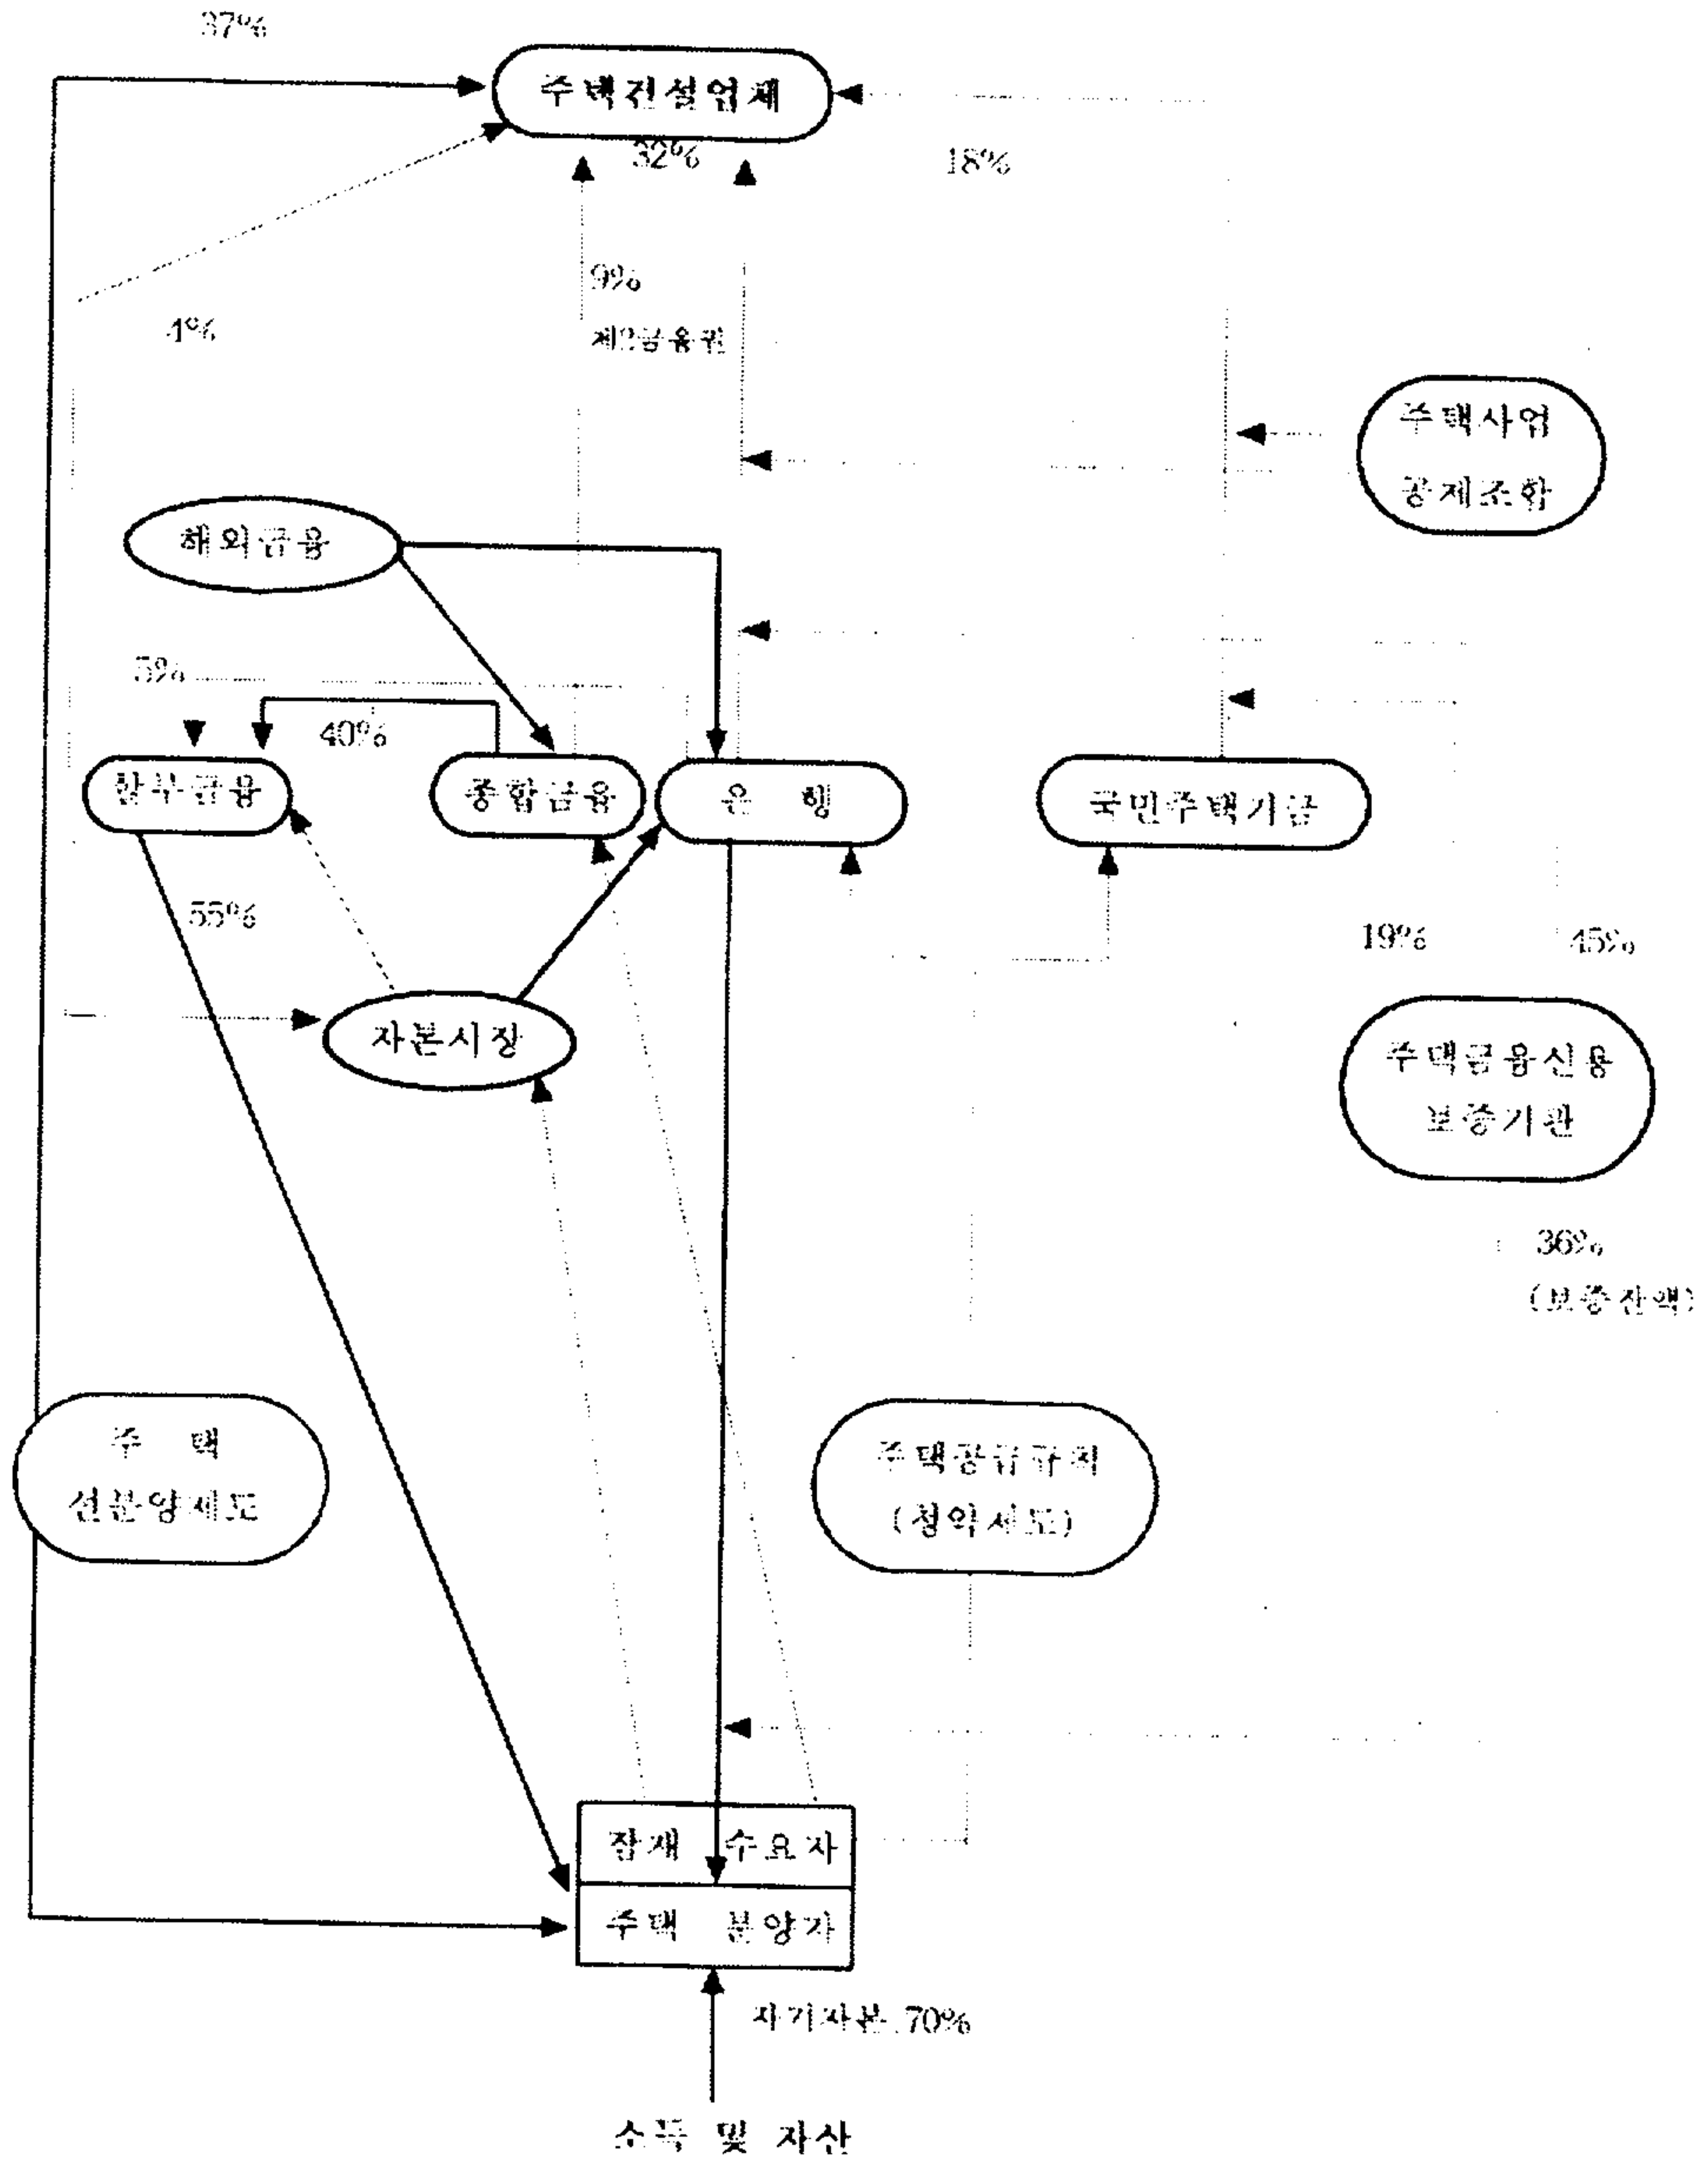 37%
주택건설업체
32%
18%
9%
4%
제2금융권
주택사업
공제조합
해외금융
5%
40%
할부금융
종합금융
은 행
국민주택기금
55%
19%
45%
자본시장
주택금융신용
보증기관
36%
(보증잔액)
주 택
선분양제도
주택공급규칙
(청약제도)
잠재 수요자
주택 분양자
자기자본 70%
소득 및 자산